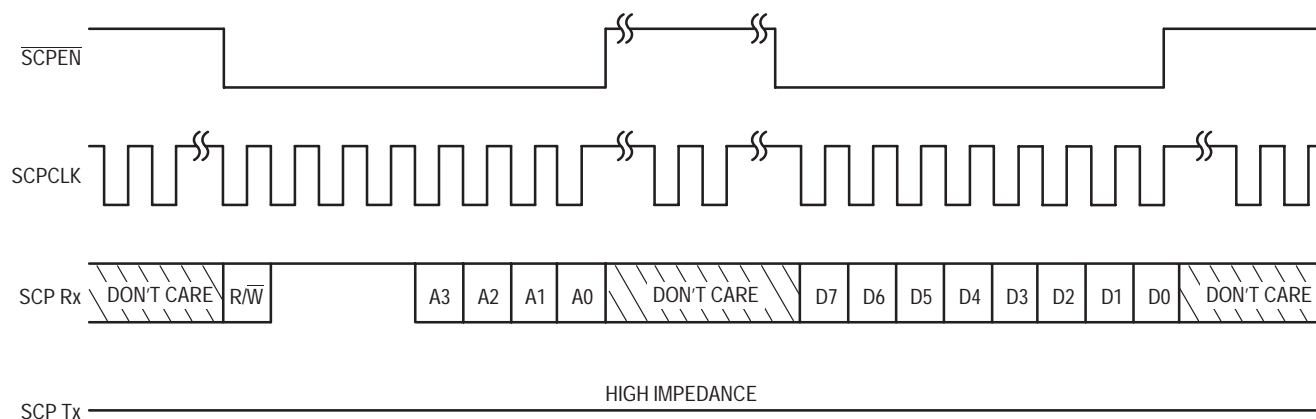 S̅C̅P̅E̅N̅
SCPCLK
SCP Rx DON'T CARE R/W̅ A3 A2 A1 A0 DON'T CARE D7 D6 D5 D4 D3 D2 D1 D0 DON'T CARE
HIGH IMPEDANCE
SCP Tx